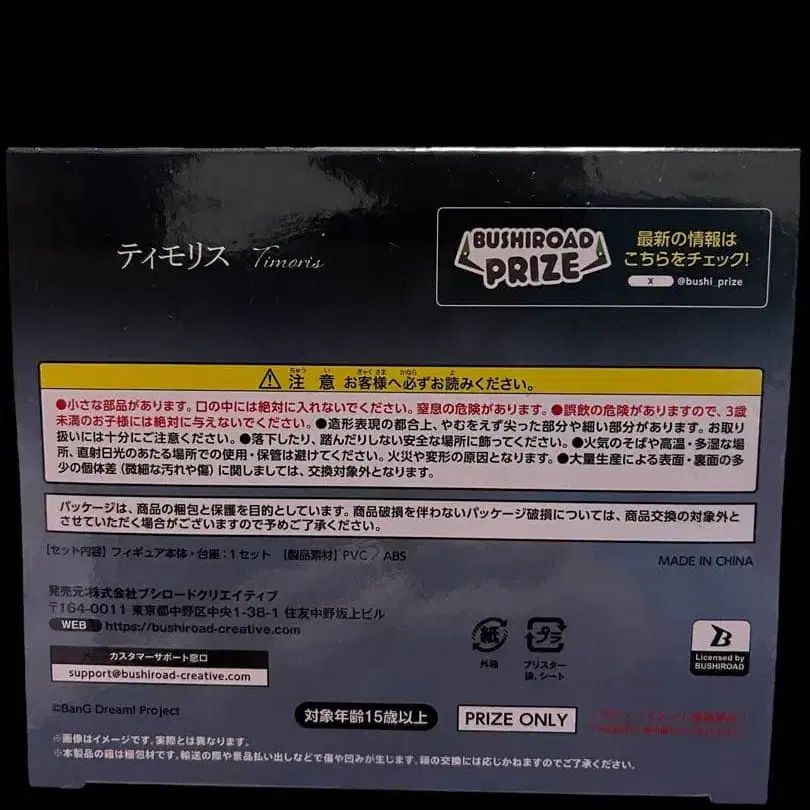 ティモリス Timoris
BUSHIROAD
PRIZE
最新の情報は
こちらをチェック!
X @bushi_prize
ちゅう い きゃく さま かなら よ
⚠注 意 お客様へ必ずお読みください。
●小さな部品があります。口の中には絶対に入れないでください。窒息の危険があります。●誤飲の危険がありますので、3歳
未満のお子様には絶対に与えないでください。●造形表現の都合上、やむをえず尖った部分や細い部分があります。お取り
扱いには十分にご注意ください。●落下したり、踏んだりしない安全な場所に飾ってください。●火気のそばや高温・多湿な場
所、直射日光のあたる場所での使用・保管は避けてください。火災や変形の原因となります。●大量生産による表面・裏面の多
少の個体差(微細な汚れや傷)に関しましては、交換対象外となります。
パッケージは、商品の梱包と保護を目的としています。商品破損を伴わないパッケージ破損については、商品交換の対象外と
させていただく場合がございますので予めご了承ください。
【セット内容】フィギュア本体・台座:1セット 【製品素材】PVC/ABS
MADE IN CHINA
発売元:株式会社ブシロードクリエイティブ
〒164-0011 東京都中野区中央1-38-1 住友中野坂上ビル
WEB https://bushiroad-creative.com
カスタマーサポート窓口
support@bushiroad-creative.com
紙
外箱
プラ
ブリスター
袋、シート
B
Licensed by
BUSHIROAD
©BanG Dream! Project
対象年齢15歳以上
PRIZE ONLY
※画像はイメージです。実際とは異なります。
※本製品の箱は梱包材です。輸送の際や景品払い出しなどで傷や凹みが生じます。箱の交換には応じかねますのでご了承ください。